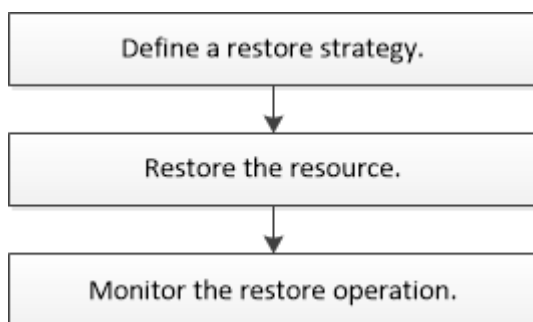 Define a restore strategy.
Restore the resource.
Monitor the restore operation.